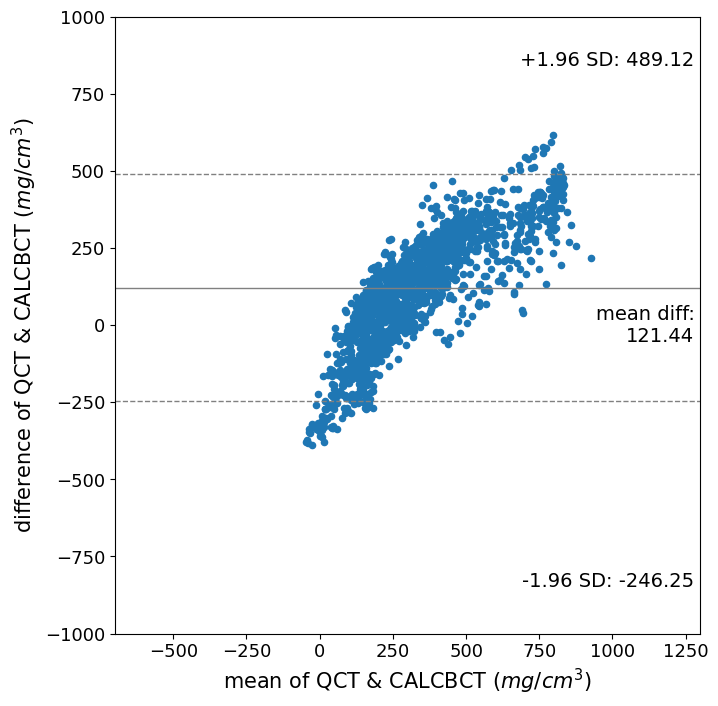 1000
+1.96 SD: 489.12
750
500
250
mean diff:
0
121.44
−250
−500
−750
-1.96 SD: -246.25
−1000
−500 −250 0 250 500 750 1000 1250
mean of QCT & CALCBCT (mg/cm³)
difference of QCT & CALCBCT (mg/cm³)